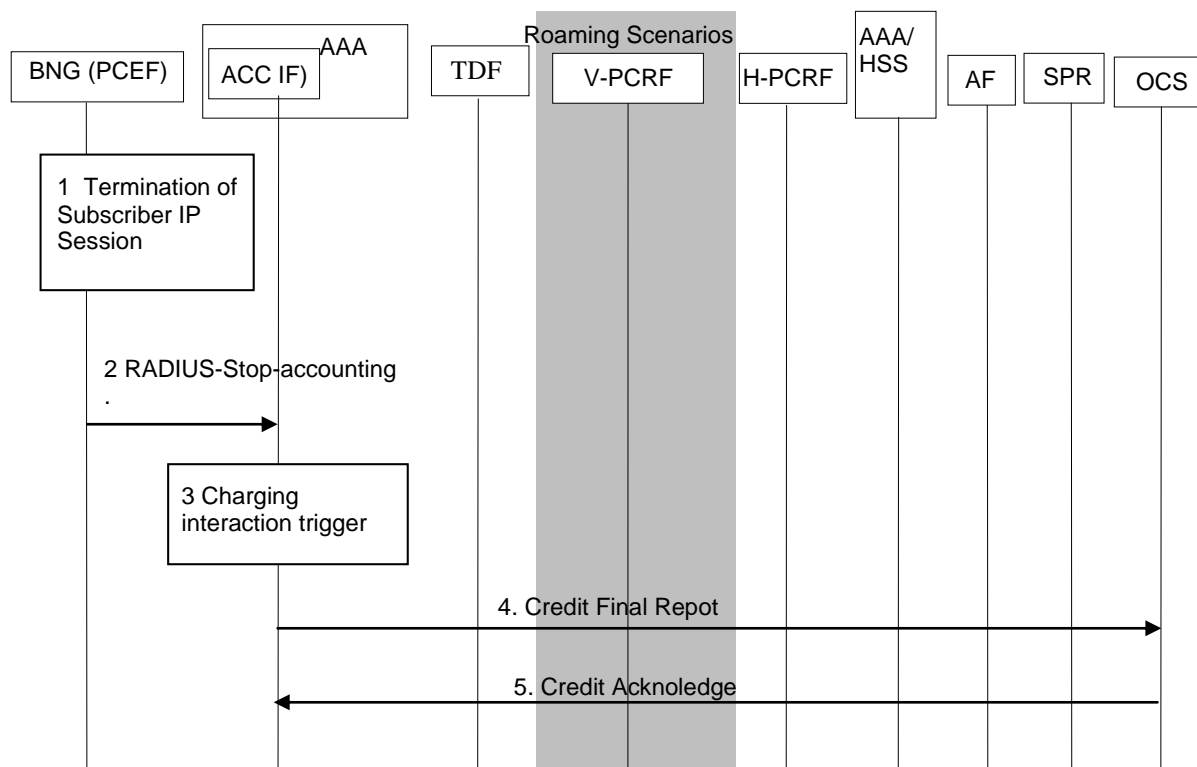 Roaming Scenarios
BNG (PCEF)
AAA
ACC IF)
TDF
V-PCRF
H-PCRF
AAA/
HSS
AF
SPR
OCS
1 Termination of
Subscriber IP
Session
2 RADIUS-Stop-accounting
.
3 Charging
interaction trigger
4. Credit Final Repot
5. Credit Acknoledge